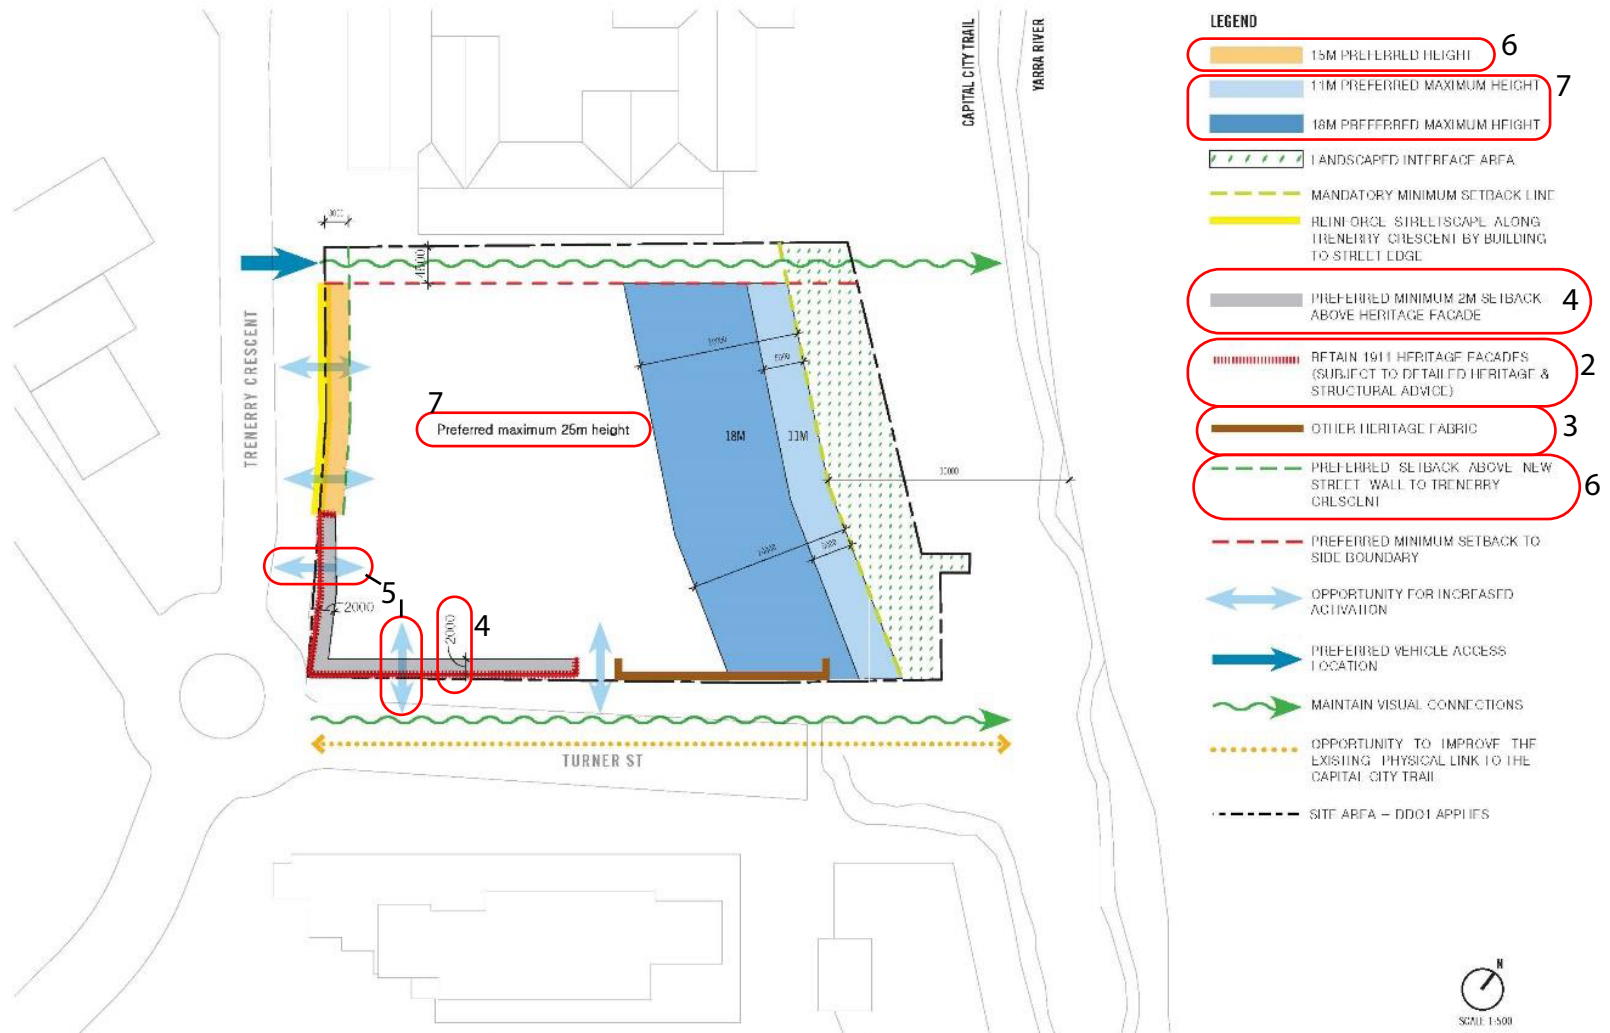 CAPITAL CITY TRAIL
YARRA RIVER
TRENERRY CRESCENT
7
Preferred maximum 25m height
18M
11M
5
2000
2000
4
TURNER ST
LEGEND
15M PREFERRED HEIGHT
6
11M PREFERRED MAXIMUM HEIGHT
7
18M PREFERRED MAXIMUM HEIGHT
LANDSCAPED INTERFACE AREA
MANDATORY MINIMUM SETBACK LINE
REINFORCE STREETSCAPE ALONG
TRENERRY CRESCENT BY BUILDING
TO STREET EDGE
PREFERRED MINIMUM 2M SETBACK
ABOVE HERITAGE FACADE
4
RETAIN 1911 HERITAGE FACADES
(SUBJECT TO DETAILED HERITAGE &
STRUCTURAL ADVICE)
2
OTHER HERITAGE FABRIC
3
PREFERRED SETBACK ABOVE NEW
STREET WALL TO TRENERRY
CRESCENT
6
PREFERRED MINIMUM SETBACK TO
SIDE BOUNDARY
OPPORTUNITY FOR INCREASED
ACTIVATION
PREFERRED VEHICLE ACCESS
LOCATION
MAINTAIN VISUAL CONNECTIONS
OPPORTUNITY TO IMPROVE THE
EXISTING PHYSICAL LINK TO THE
CAPITAL CITY TRAIL
SITE AREA – DDO1 APPLIES
N
SCALE 1:500